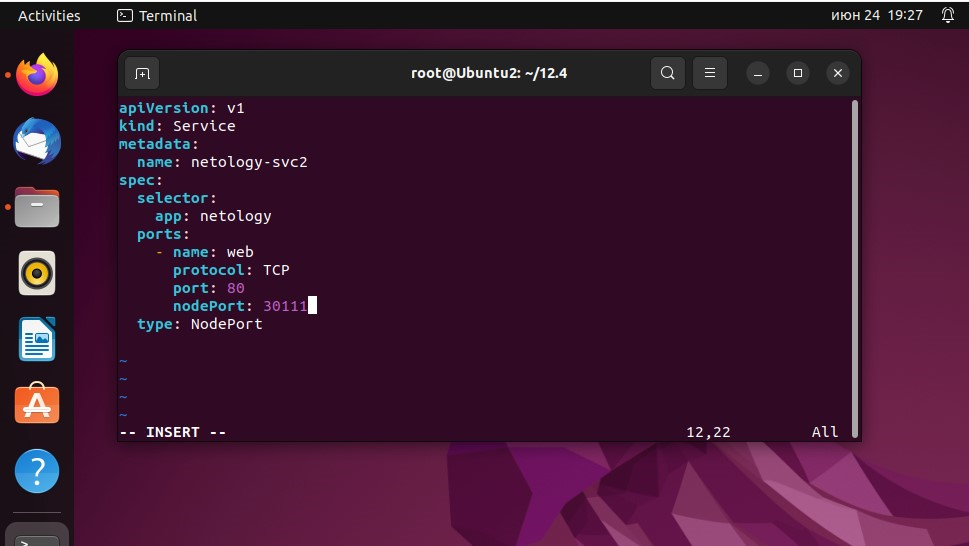 Activities
Terminal
июн 24 19:27
root@Ubuntu2: ~/12.4
apiVersion: v1
kind: Service
metadata:
  name: netology-svc2
spec:
  selector:
    app: netology
  ports:
    - name: web
      protocol: TCP
      port: 80
      nodePort: 30111
  type: NodePort
~
~
~
~
-- INSERT -- 12,22 All